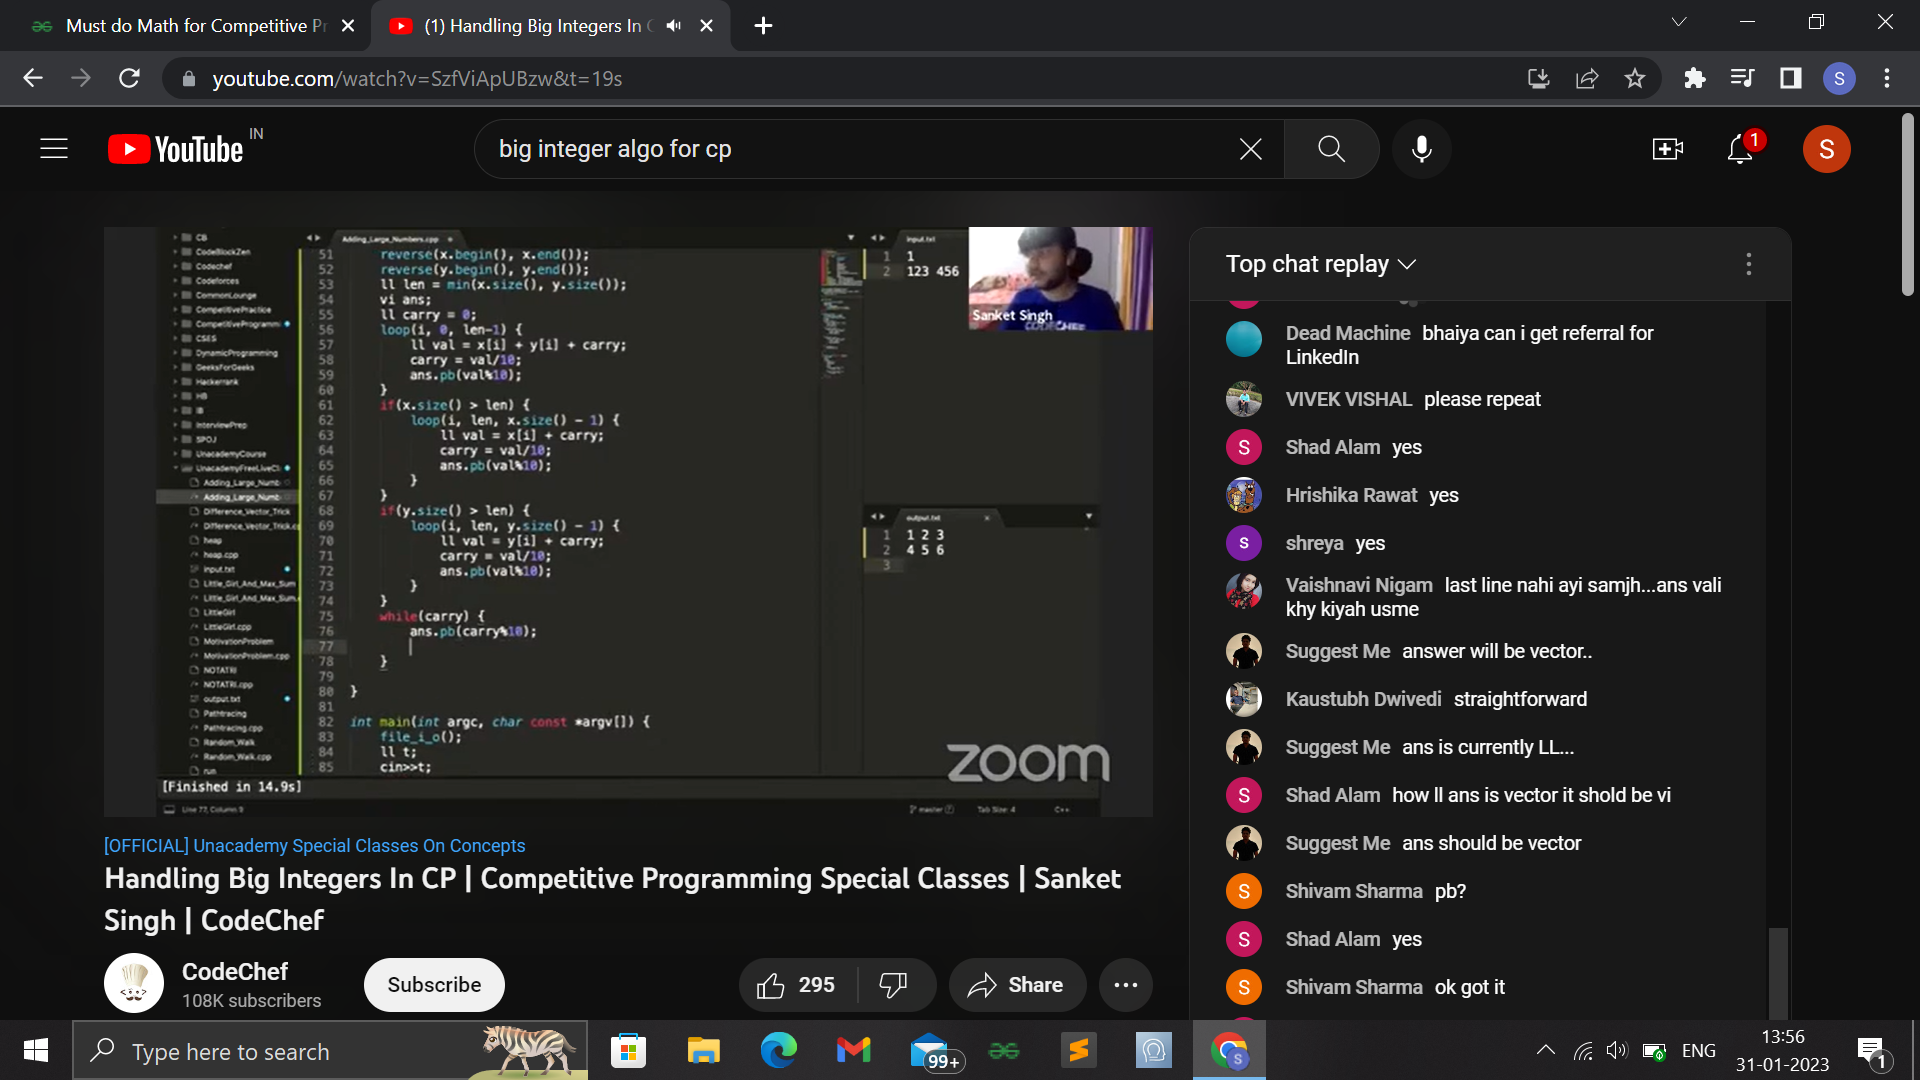 Must do Math for Competitive Pr
(1) Handling Big Integers In C
youtube.com/watch?v=SzfViApUBzw&t=19s
S
YouTube IN
big integer algo for cp
1
S
CB
CodeBlockZen
Codechef
Codeforces
CommonLounge
CompetitivePractice
CompetitiveProgrammi
CSES
DynamicProgramming
GeeksForGeeks
Hackerrank
HB
IB
InterviewPrep
SPOJ
UnacademyCourse
UnacademyFreeLiveCl
Adding_Large_Numb
Adding_Large_Numb
Difference_Vector_Trick
Difference_Vector_Trick.c
heap
heap.cpp
input.txt
Little_Girl_And_Max_Sum
Little_Girl_And_Max_Sum.
LittleGirl
LittleGirl.cpp
MotivationProblem
MotivationProblem.cpp
NOTATRI
NOTATRI.cpp
output.txt
Pathtracing
Pathtracing.cpp
Random_Walk
Random_Walk.cpp
run
Adding_Large_Numbers.cpp
51 reverse(x.begin(), x.end());
52 reverse(y.begin(), y.end());
53 ll len = min(x.size(), y.size());
54 vi ans;
55 ll carry = 0;
56 loop(i, 0, len-1) {
57 ll val = x[i] + y[i] + carry;
58 carry = val/10;
59 ans.pb(val%10);
60 }
61 if(x.size() > len) {
62 loop(i, len, x.size() - 1) {
63 ll val = x[i] + carry;
64 carry = val/10;
65 ans.pb(val%10);
66 }
67 }
68 if(y.size() > len) {
69 loop(i, len, y.size() - 1) {
70 ll val = y[i] + carry;
71 carry = val/10;
72 ans.pb(val%10);
73 }
74 }
75 while(carry) {
76 ans.pb(carry%10);
77
78 }
79
80 }
81
82 int main(int argc, char const *argv[]) {
83 file_i_o();
84 ll t;
85 cin>>t;
input.txt
1 1
2 123 456
Sanket Singh
output.txt
1 1 2 3
2 4 5 6
3
zoom
[Finished in 14.9s]
Line 77, Column 9
master
Tab Size: 4
C++
Top chat replay
Dead Machine bhaiya can i get referral for
LinkedIn
VIVEK VISHAL please repeat
S Shad Alam yes
Hrishika Rawat yes
S shreya yes
Vaishnavi Nigam last line nahi ayi samjh...ans vali
khy kiyah usme
Suggest Me answer will be vector..
Kaustubh Dwivedi straightforward
Suggest Me ans is currently LL...
S Shad Alam how ll ans is vector it shold be vi
Suggest Me ans should be vector
S Shivam Sharma pb?
S Shad Alam yes
S Shivam Sharma ok got it
[OFFICIAL] Unacademy Special Classes On Concepts
Handling Big Integers In CP | Competitive Programming Special Classes | Sanket
Singh | CodeChef
CodeChef
108K subscribers
Subscribe
295
Share
Type here to search
99+
S
ENG
13:56
31-01-2023
1